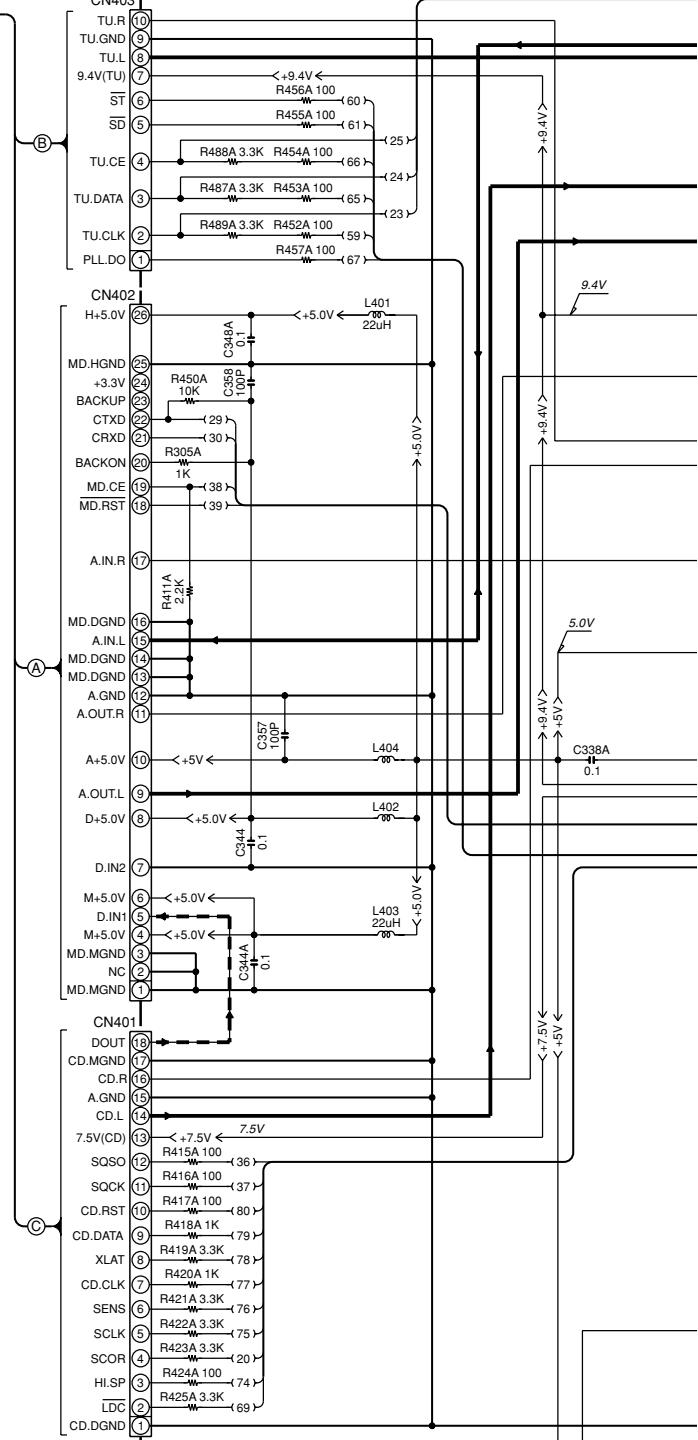 CN403
TU.R 10
TU.GND 9
TU.L 8
9.4V(TU) 7 +9.4V
ST 6 R456A 100 60
SD 5 R455A 100 61
25
TU.CE 4 R488A 3.3K R454A 100 66
24
TU.DATA 3 R487A 3.3K R453A 100 65
23
TU.CLK 2 R489A 3.3K R452A 100 59
PLL.DO 1 R457A 100 67
B
+9.4V
9.4V
CN402
H+5.0V 26 +5.0V L401 22uH
C348A 0.1
MD.HGND 25
C358 100P
+3.3V 24
BACKUP 23 R450A 10K
CTXD 22 29
CRXD 21 30
BACKON 20 R305A 1K
MD.CE 19 38
MD.RST 18 39
+5.0V
+9.4V
A.IN.R 17
R411A 2.2K
MD.DGND 16
A.IN.L 15
MD.DGND 14
MD.DGND 13
A.GND 12
A.OUT.R 11
A
5.0V
+9.4V
+5V
C357 100P
A+5.0V 10 +5V L404
C338A 0.1
A.OUT.L 9
D+5.0V 8 +5.0V L402
C344 0.1
D.IN2 7
M+5.0V 6 +5.0V
D.IN1 5
M+5.0V 4 +5.0V L403 22uH
+5.0V
MD.MGND 3
C344A 0.1
NC 2
MD.MGND 1
CN401
DOUT 18
CD.MGND 17
CD.R 16
A.GND 15
CD.L 14
7.5V(CD) 13 +7.5V 7.5V
+7.5V
+5V
SQSO 12 R415A 100 36
SQCK 11 R416A 100 37
CD.RST 10 R417A 100 80
CD.DATA 9 R418A 1K 79
XLAT 8 R419A 3.3K 78
CD.CLK 7 R420A 1K 77
SENS 6 R421A 3.3K 76
SCLK 5 R422A 3.3K 75
SCOR 4 R423A 3.3K 20
HI.SP 3 R424A 100 74
LDC 2 R425A 3.3K 69
CD.DGND 1
C